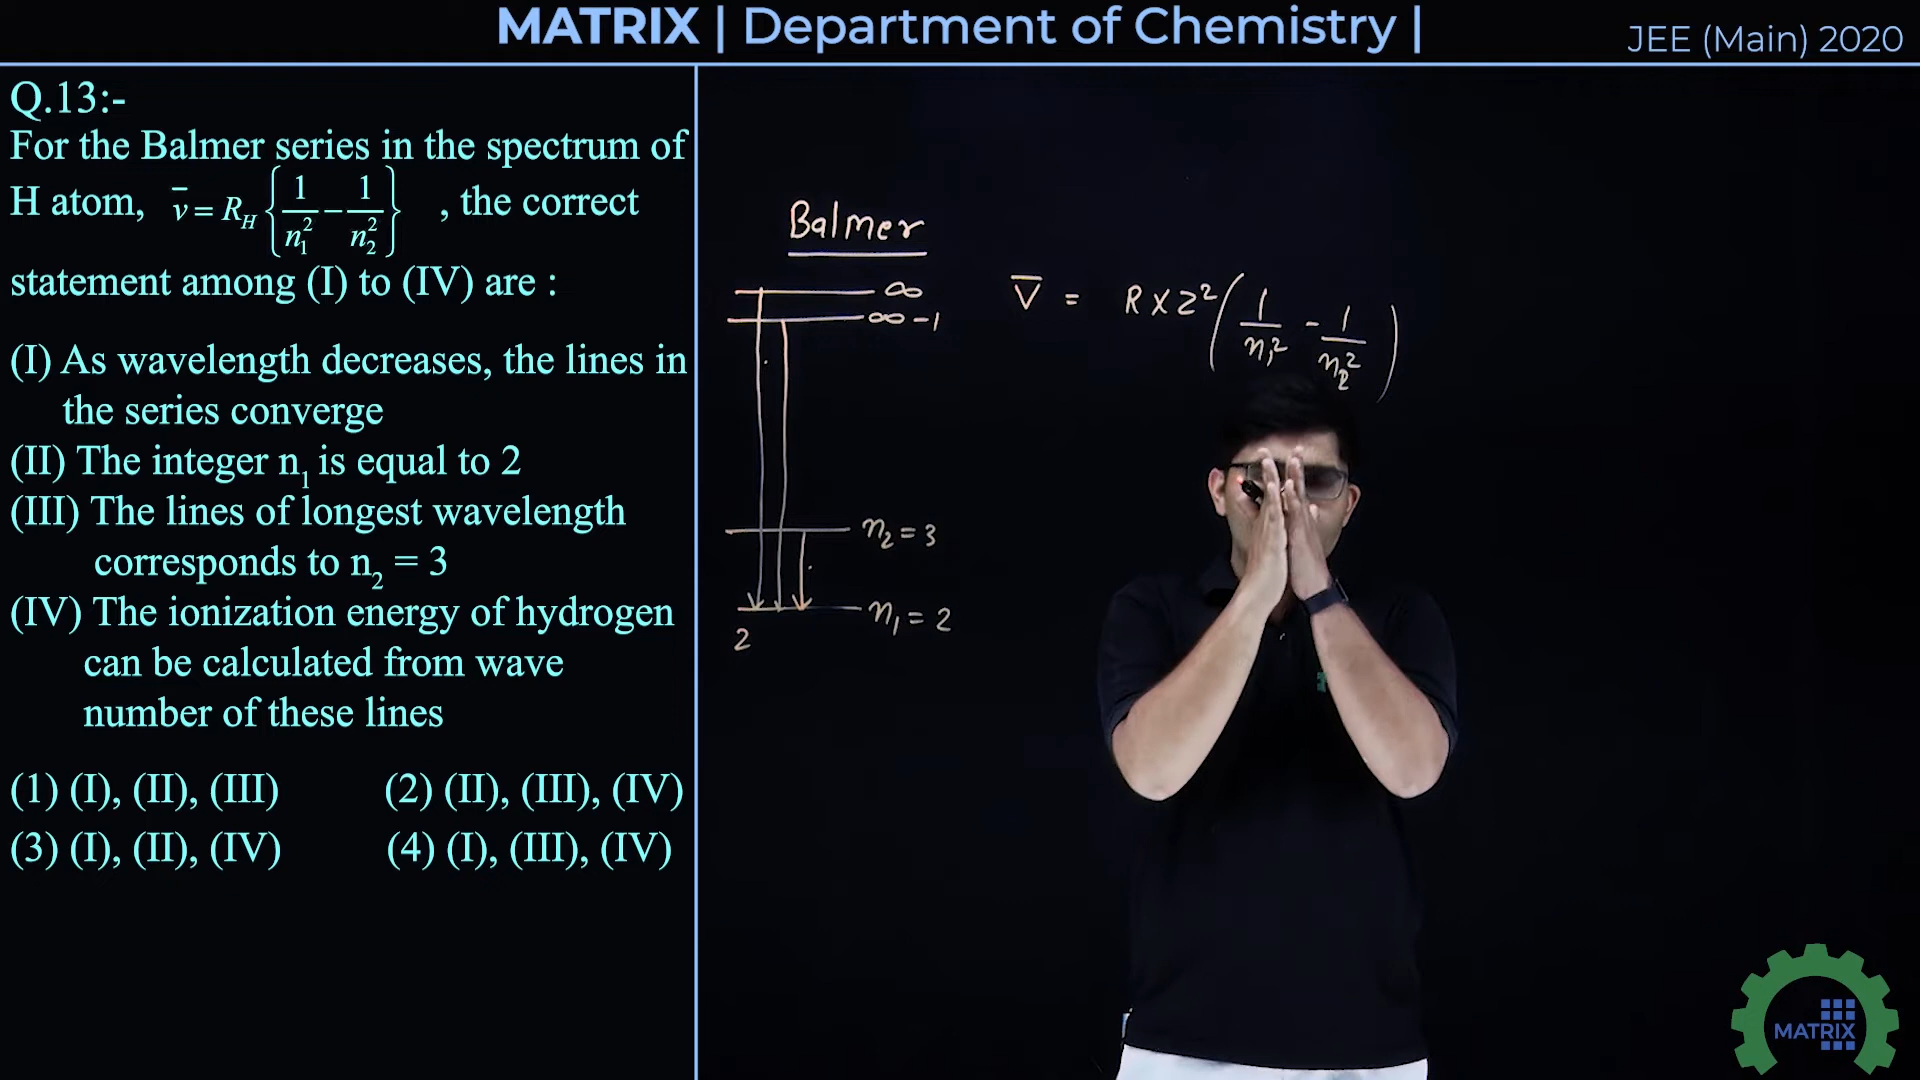 MATRIX | Department of Chemistry |
JEE (Main) 2020
Q.13:-
For the Balmer series in the spectrum of
H atom, v̅ = R_H {1/n₁² − 1/n₂²} , the correct
statement among (I) to (IV) are :
(I) As wavelength decreases, the lines in
the series converge
(II) The integer n₁ is equal to 2
(III) The lines of longest wavelength
corresponds to n₂ = 3
(IV) The ionization energy of hydrogen
can be calculated from wave
number of these lines
(1) (I), (II), (III) (2) (II), (III), (IV)
(3) (I), (II), (IV) (4) (I), (III), (IV)
Balmer
∞
∞-1
n₂ = 3
n₁ = 2
2
V̅ = R X Z² (1/n₁² - 1/n₂²)
MATRIX